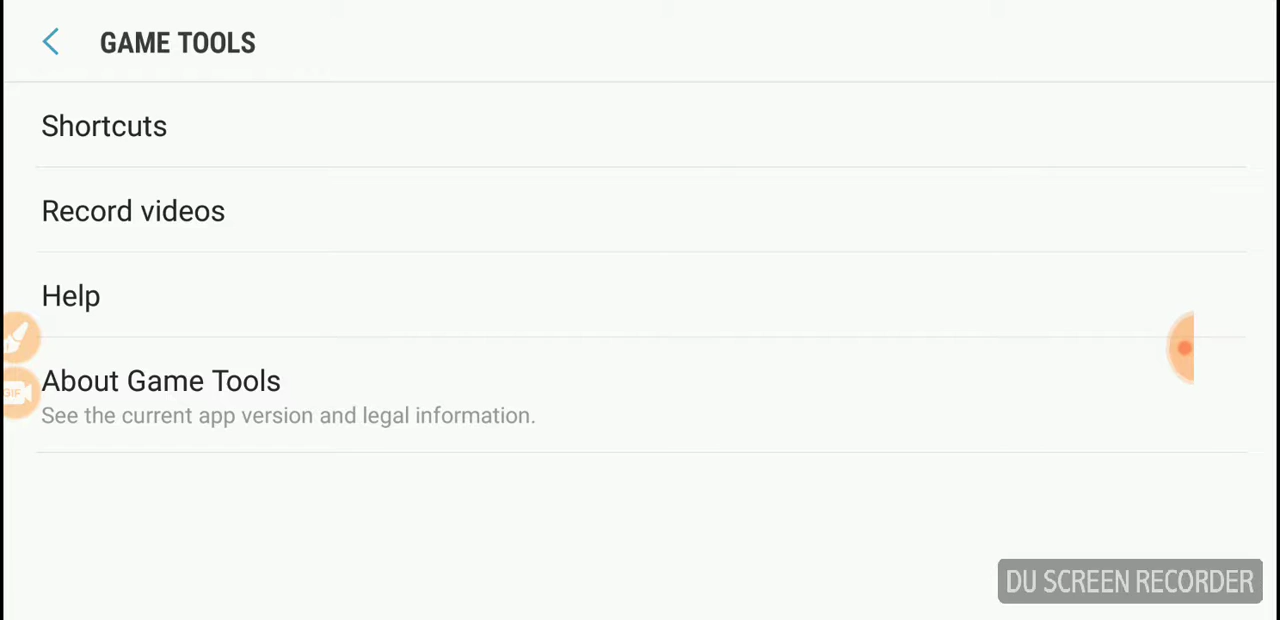 GAME TOOLS
Shortcuts
Record videos
Help
About Game Tools
GIF
See the current app version and legal information.
DU SCREEN RECORDER